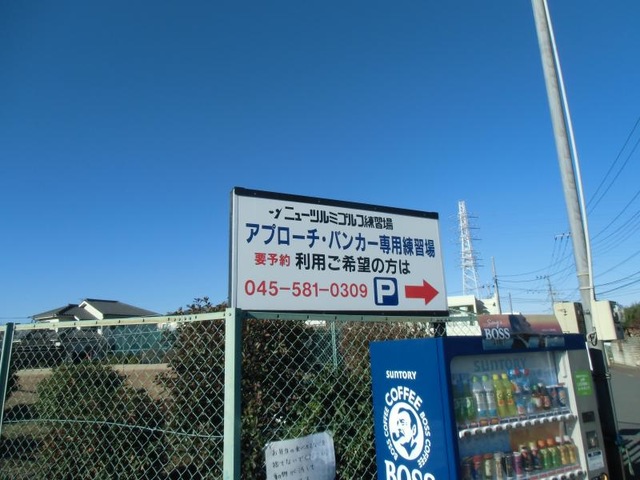 ニューツルミゴルフ練習場
アプローチ・バンカー専用練習場
要予約 利用ご希望の方は
045-581-0309 P
BOSS
SUNTORY
COFFEE
BOSS COFFEE
BOSS
SUNTORY